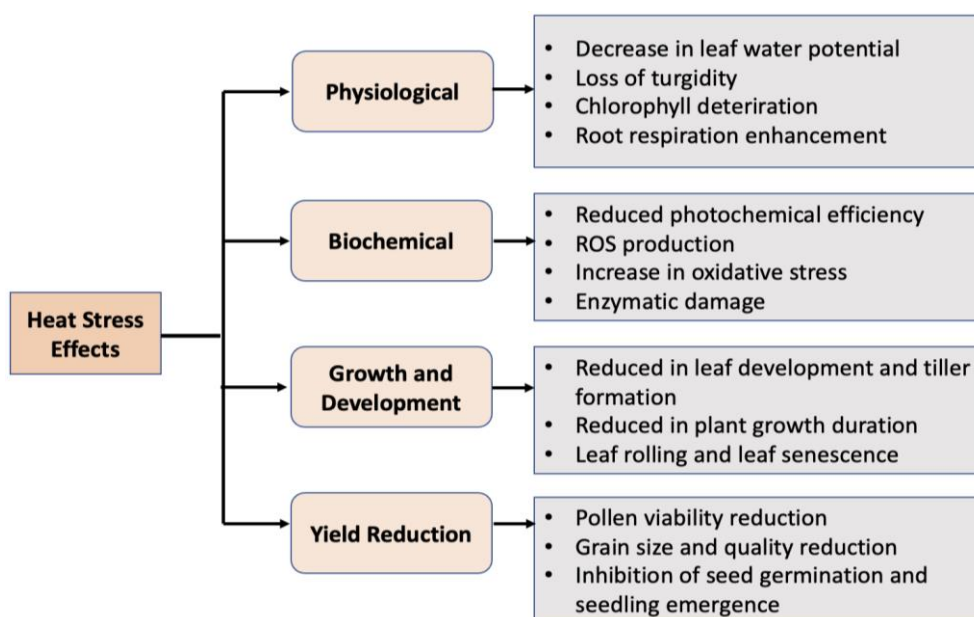 Heat Stress
Effects
Physiological
• Decrease in leaf water potential
• Loss of turgidity
• Chlorophyll deteriration
• Root respiration enhancement
Biochemical
• Reduced photochemical efficiency
• ROS production
• Increase in oxidative stress
• Enzymatic damage
Growth and
Development
• Reduced in leaf development and tiller
formation
• Reduced in plant growth duration
• Leaf rolling and leaf senescence
Yield Reduction
• Pollen viability reduction
• Grain size and quality reduction
• Inhibition of seed germination and
seedling emergence